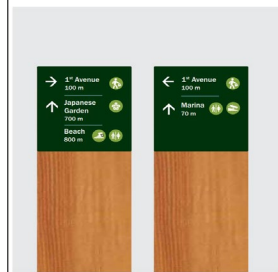 1st Avenue
100 m
Japanese
Garden
700 m
Beach
800 m
1st Avenue
100 m
Marina
70 m